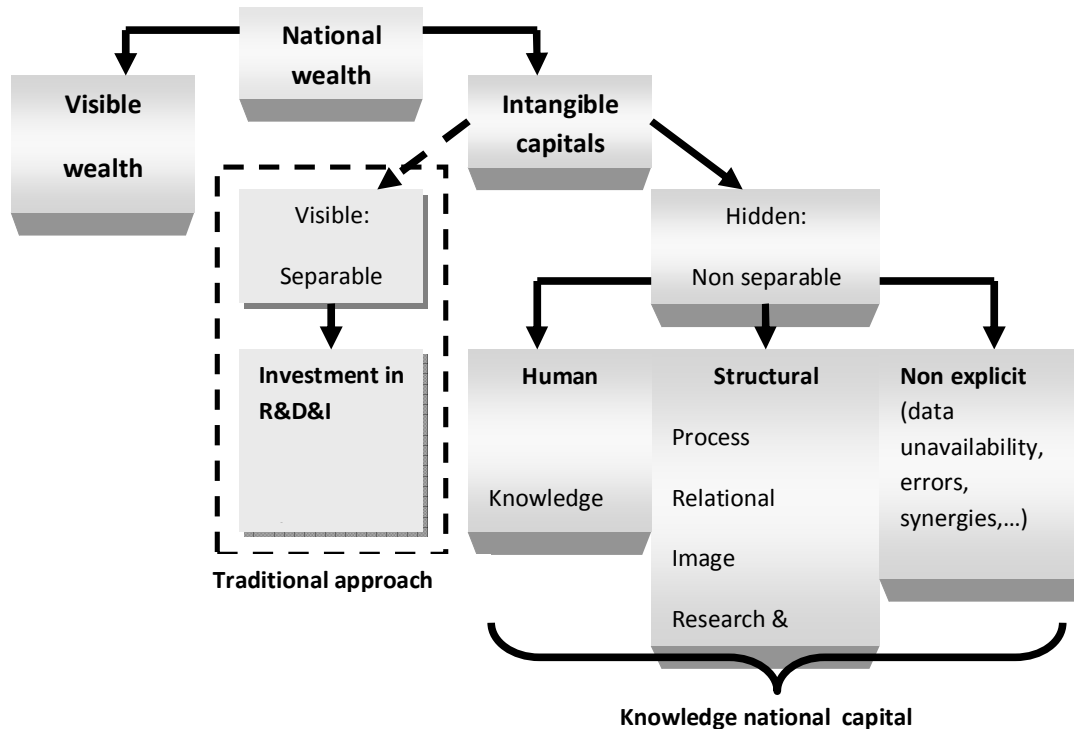 National
wealth
Visible
wealth
Intangible
capitals
Visible:
Separable
Hidden:
Non separable
Investment in
R&D&I
Human
Knowledge
Structural
Process
Relational
Image
Research &
Non explicit
(data
unavailability,
errors,
synergies,...)
Traditional approach
Knowledge national capital